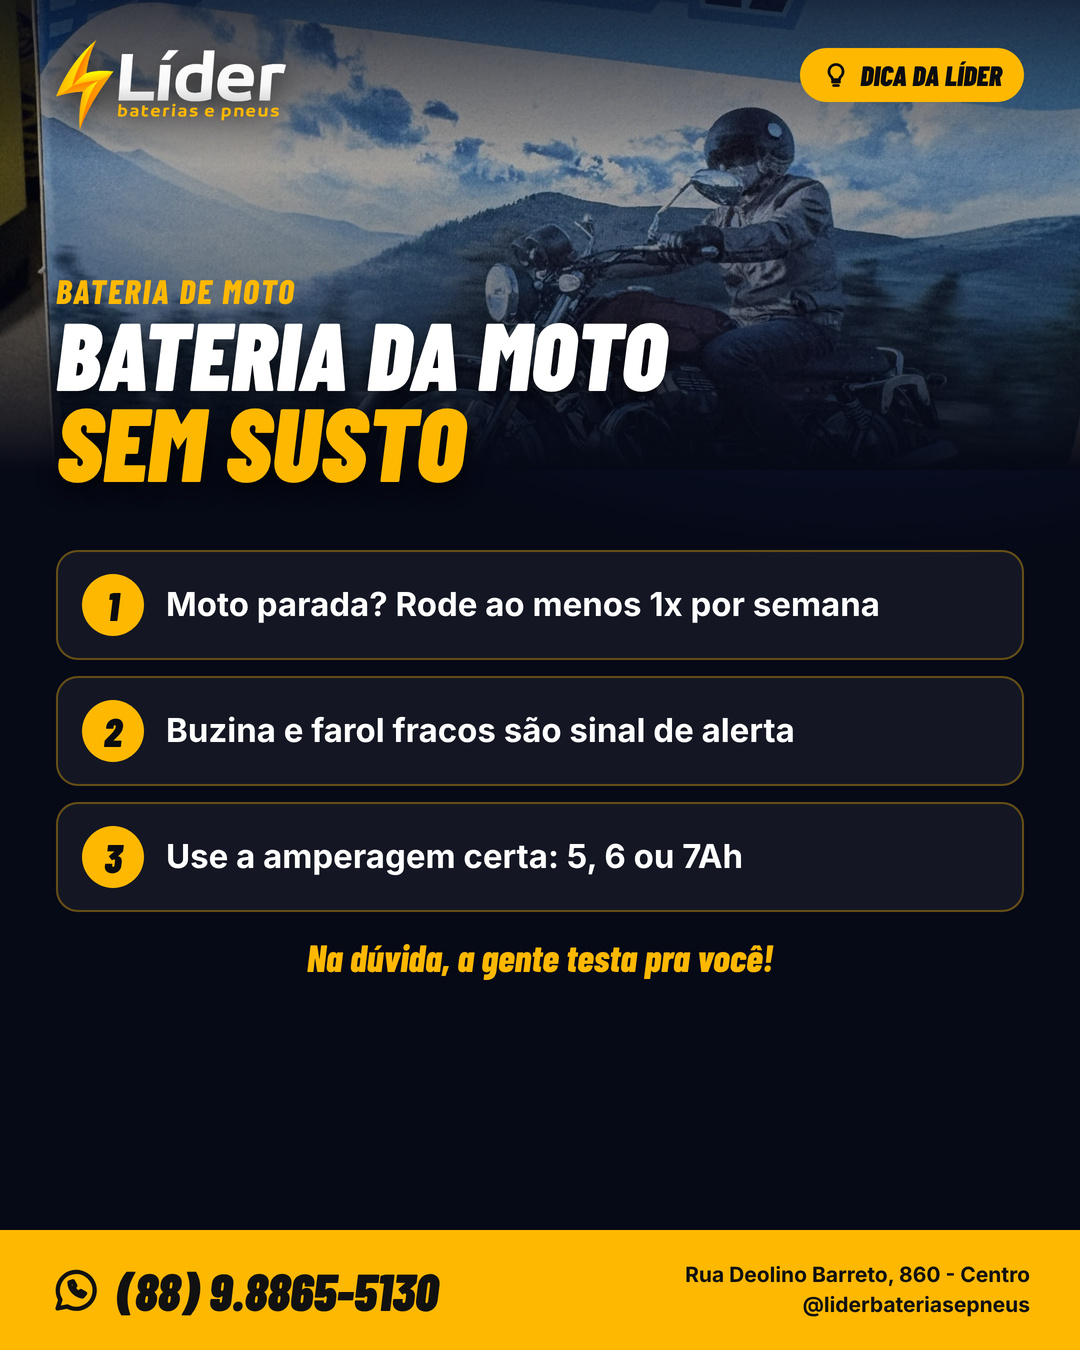 Líder
baterias e pneus
DICA DA LÍDER
BATERIA DE MOTO
BATERIA DA MOTO
SEM SUSTO
1 Moto parada? Rode ao menos 1x por semana
2 Buzina e farol fracos são sinal de alerta
3 Use a amperagem certa: 5, 6 ou 7Ah
Na dúvida, a gente testa pra você!
(88) 9.8865-5130
Rua Deolino Barreto, 860 - Centro
@liderbateriasepneus